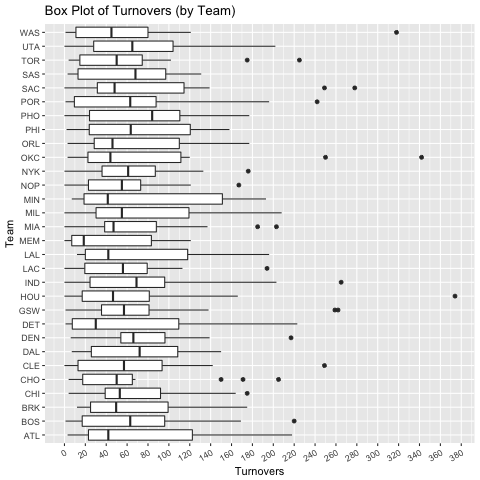 Box Plot of Turnovers (by Team)
WAS
UTA
TOR
SAS
SAC
POR
PHO
PHI
ORL
OKC
NYK
NOP
MIN
MIL
MIA
MEM
LAL
LAC
IND
HOU
GSW
DET
DEN
DAL
CLE
CHO
CHI
BRK
BOS
ATL
Team
0 20 40 60 80 100 120 140 160 180 200 220 240 260 280 300 320 340 360 380
Turnovers